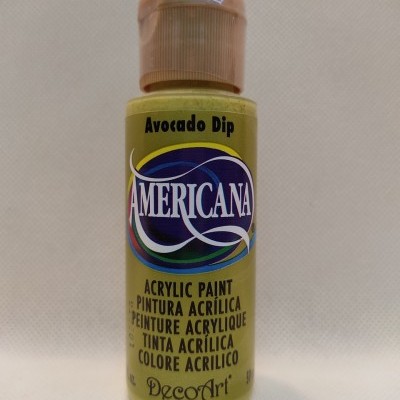 Avocado Dip
AMERICANA
ACRYLIC PAINT
PINTURA ACRÍLICA
PEINTURE ACRYLIQUE
TINTA ACRÍLICA
COLORE ACRILICO
DecoArt